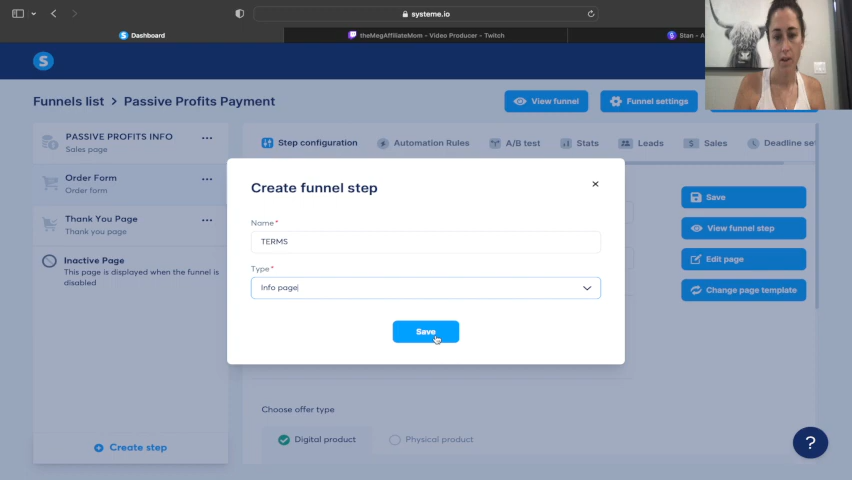 systeme.io
S Dashboard
theMegAffiliateMom - Video Producer - Twitch
S Stan - A
S
Funnels list > Passive Profits Payment
View funnel
Funnel settings
PASSIVE PROFITS INFO
Sales page
Order Form
Order form
Thank You Page
Thank you page
Inactive Page
This page is displayed when the funnel is
disabled
Create step
Step configuration
Automation Rules
A/B test
Stats
Leads
Sales
Deadline set
Create funnel step
Name*
TERMS
Type*
Info page
Save
Save
View funnel step
Edit page
Change page template
Choose offer type
Digital product
Physical product
?